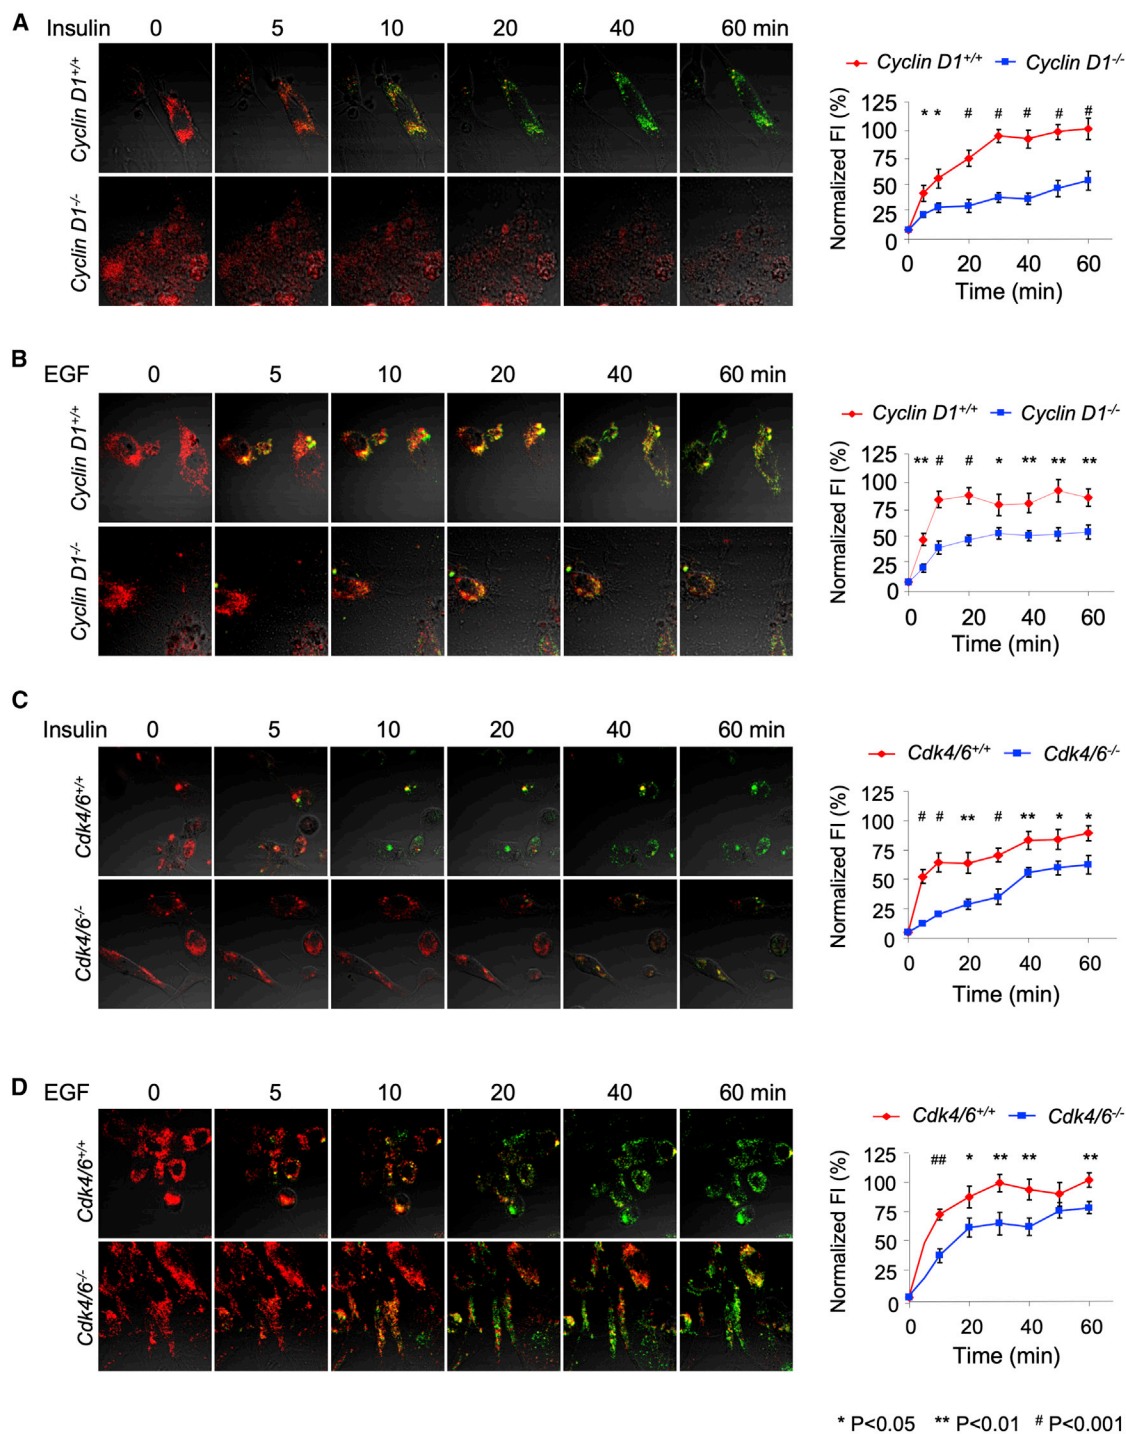 A Insulin 0 5 10 20 40 60 min
Cyclin D1+/+
Cyclin D1-/-
Cyclin D1+/+ Cyclin D1-/-
Normalized FI (%)
125
100
75
50
25
0
* * # # # # #
0 20 40 60
Time (min)
B EGF 0 5 10 20 40 60 min
Cyclin D1+/+
Cyclin D1-/-
Cyclin D1+/+ Cyclin D1-/-
Normalized FI (%)
125
100
75
50
25
0
** # # * ** ** **
0 20 40 60
Time (min)
C Insulin 0 5 10 20 40 60 min
Cdk4/6+/+
Cdk4/6-/-
Cdk4/6+/+ Cdk4/6-/-
Normalized FI (%)
125
100
75
50
25
0
# # ** # ** * *
0 20 40 60
Time (min)
D EGF 0 5 10 20 40 60 min
Cdk4/6+/+
Cdk4/6-/-
Cdk4/6+/+ Cdk4/6-/-
Normalized FI (%)
125
100
75
50
25
0
## * ** ** **
0 20 40 60
Time (min)
* P<0.05 ** P<0.01 # P<0.001